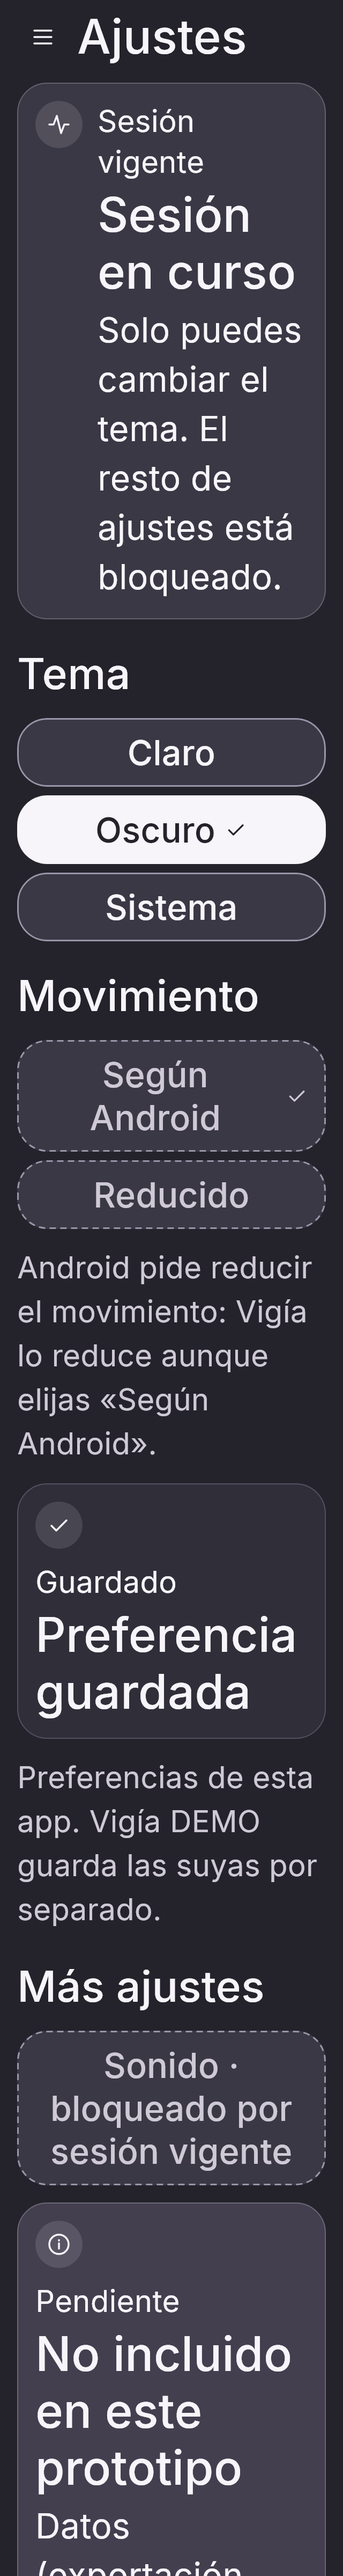 Ajustes
Sesión
vigente
Sesión
en curso
Solo puedes
cambiar el
tema. El
resto de
ajustes está
bloqueado.
Tema
Claro
Oscuro
Sistema
Movimiento
Según
Android
Reducido
Android pide reducir
el movimiento: Vigía
lo reduce aunque
elijas «Según
Android».
Guardado
Preferencia
guardada
Preferencias de esta
app. Vigía DEMO
guarda las suyas por
separado.
Más ajustes
Sonido ·
bloqueado por
sesión vigente
Pendiente
No incluido
en este
prototipo
Datos
(exportación